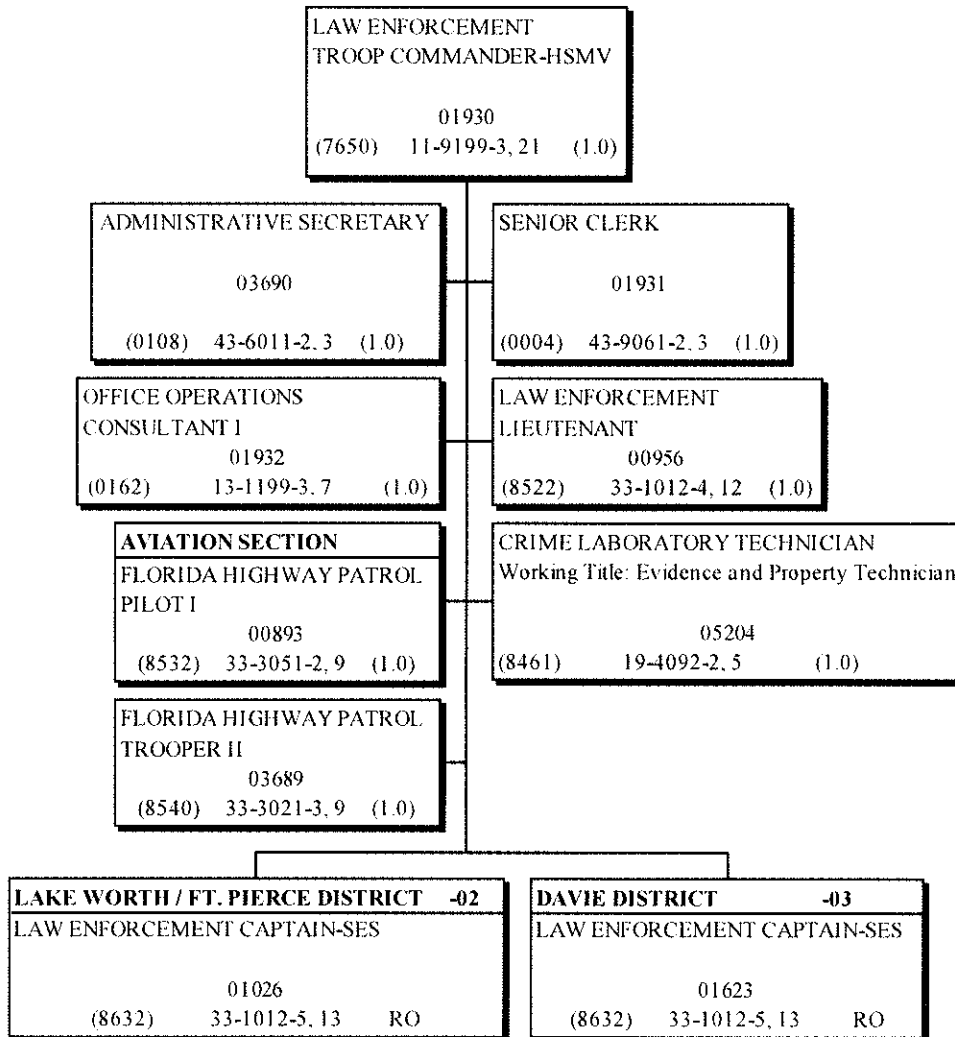 LAW ENFORCEMENT
TROOP COMMANDER-HSMV
01930
(7650) 11-9199-3, 21 (1.0)
ADMINISTRATIVE SECRETARY
03690
(0108) 43-6011-2, 3 (1.0)
SENIOR CLERK
01931
(0004) 43-9061-2, 3 (1.0)
OFFICE OPERATIONS
CONSULTANT I
01932
(0162) 13-1199-3, 7 (1.0)
LAW ENFORCEMENT
LIEUTENANT
00956
(8522) 33-1012-4, 12 (1.0)
AVIATION SECTION
FLORIDA HIGHWAY PATROL
PILOT I
00893
(8532) 33-3051-2, 9 (1.0)
CRIME LABORATORY TECHNICIAN
Working Title: Evidence and Property Technician
05204
(8461) 19-4092-2, 5 (1.0)
FLORIDA HIGHWAY PATROL
TROOPER II
03689
(8540) 33-3021-3, 9 (1.0)
LAKE WORTH / FT. PIERCE DISTRICT -02
LAW ENFORCEMENT CAPTAIN-SES
01026
(8632) 33-1012-5, 13 RO
DAVIE DISTRICT -03
LAW ENFORCEMENT CAPTAIN-SES
01623
(8632) 33-1012-5, 13 RO